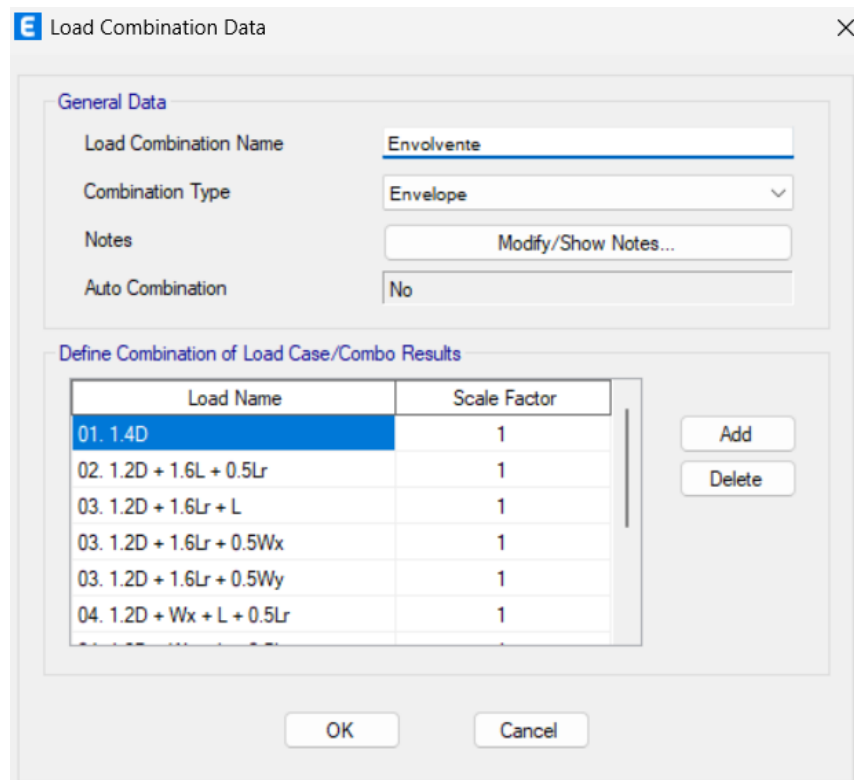 E Load Combination Data
General Data
Load Combination Name Envolvente
Combination Type Envelope
Notes Modify/Show Notes...
Auto Combination No
Define Combination of Load Case/Combo Results
Load Name Scale Factor
01. 1.4D 1
02. 1.2D + 1.6L + 0.5Lr 1
03. 1.2D + 1.6Lr + L 1
03. 1.2D + 1.6Lr + 0.5Wx 1
03. 1.2D + 1.6Lr + 0.5Wy 1
04. 1.2D + Wx + L + 0.5Lr 1
Add
Delete
OK Cancel